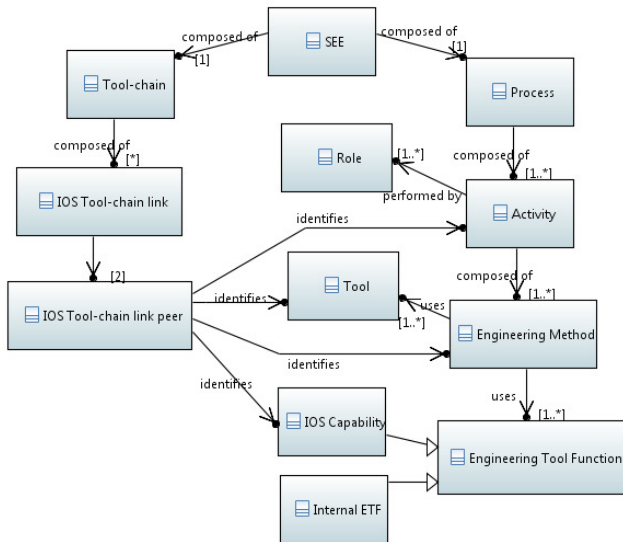 composed of
SEE
composed of
[1]
[1]
Tool-chain
Process
composed of
[*]
Role
[1..*]
composed of
[1..*]
IOS Tool-chain link
performed by
identifies
Activity
[2]
composed of
[1..*]
IOS Tool-chain link peer
identifies
Tool
uses
[1..*]
Engineering Method
identifies
identifies
uses
[1..*]
IOS Capability
Engineering Tool Function
Internal ETF